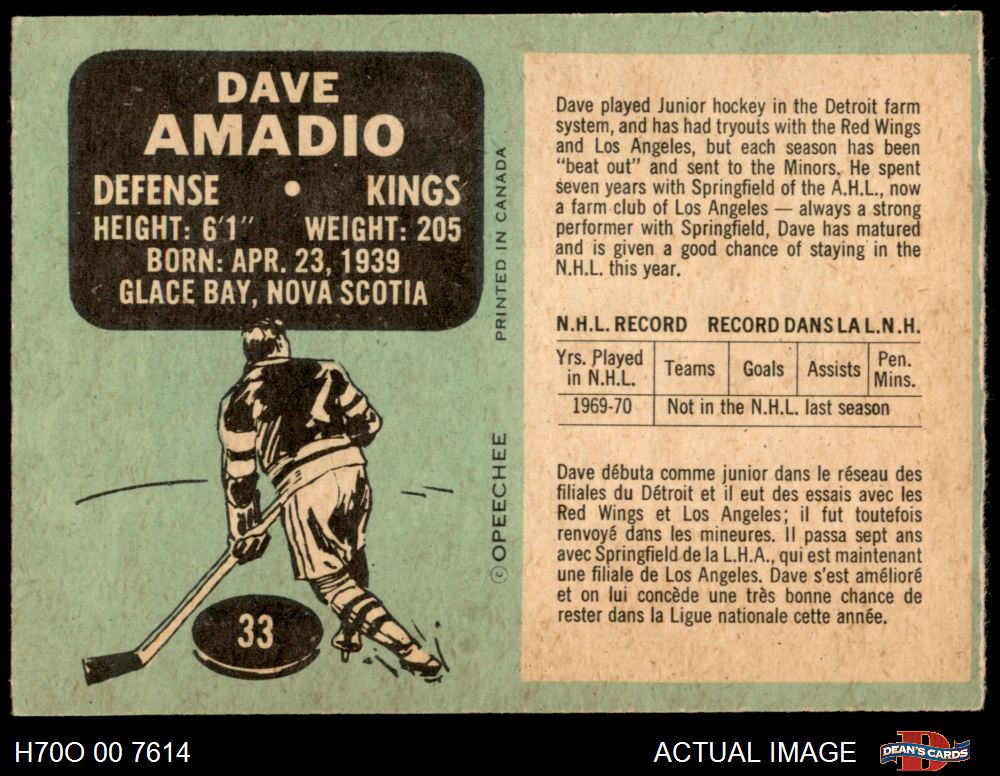 DAVE
AMADIO
DEFENSE • KINGS
HEIGHT: 6'1" WEIGHT: 205
BORN: APR. 23, 1939
GLACE BAY, NOVA SCOTIA
33
PRINTED IN CANADA
© OPEECHEE
Dave played Junior hockey in the Detroit farm
system, and has had tryouts with the Red Wings
and Los Angeles, but each season has been
"beat out" and sent to the Minors. He spent
seven years with Springfield of the A.H.L., now
a farm club of Los Angeles — always a strong
performer with Springfield, Dave has matured
and is given a good chance of staying in the
N.H.L. this year.
N.H.L. RECORD RECORD DANS LA L.N.H.
Yrs. Played in N.H.L. Teams Goals Assists Pen. Mins.
1969-70 Not in the N.H.L. last season
Dave débuta comme junior dans le réseau des
filiales du Détroit et il eut des essais avec les
Red Wings et Los Angeles; il fut toutefois
renvoyé dans les mineures. Il passa sept ans
avec Springfield de la L.H.A., qui est maintenant
une filiale de Los Angeles. Dave s'est amélioré
et on lui concède une très bonne chance de
rester dans la Ligue nationale cette année.
H70O 00 7614
ACTUAL IMAGE
DEAN'S CARDS